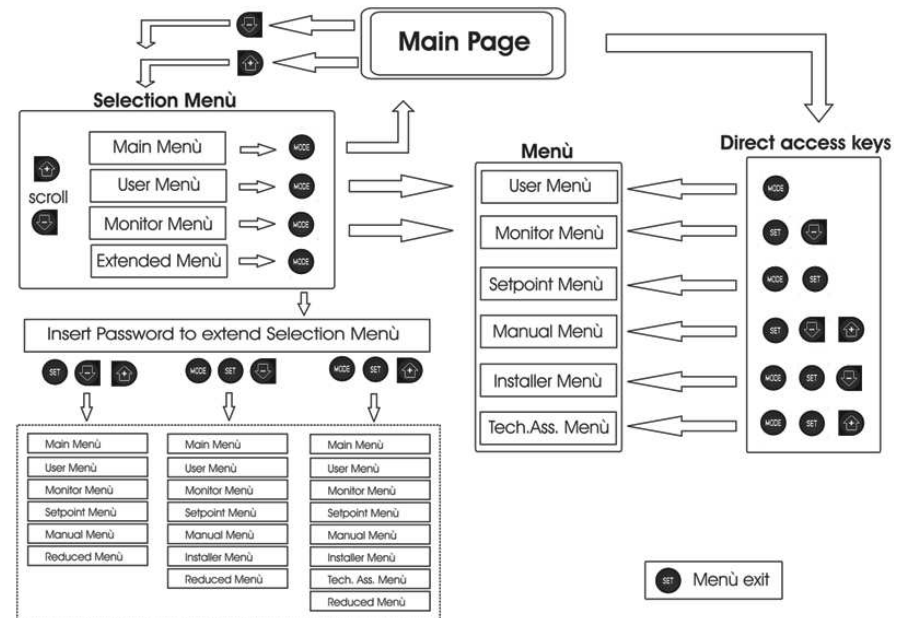 Main Page
-
+
Selection Menù
Main Menù
MODE
User Menù
MODE
Monitor Menù
MODE
Extended Menù
MODE
+
scroll
-
Insert Password to extend Selection Menù
SET - +
MODE SET -
MODE SET +
Main Menù
User Menù
Monitor Menù
Setpoint Menù
Manual Menù
Reduced Menù
Main Menù
User Menù
Monitor Menù
Setpoint Menù
Manual Menù
Installer Menù
Reduced Menù
Main Menù
User Menù
Monitor Menù
Setpoint Menù
Manual Menù
Installer Menù
Tech. Ass. Menù
Reduced Menù
Menù
User Menù
Monitor Menù
Setpoint Menù
Manual Menù
Installer Menù
Tech.Ass. Menù
Direct access keys
MODE
SET -
MODE SET
SET - +
MODE SET -
MODE SET +
SET Menù exit